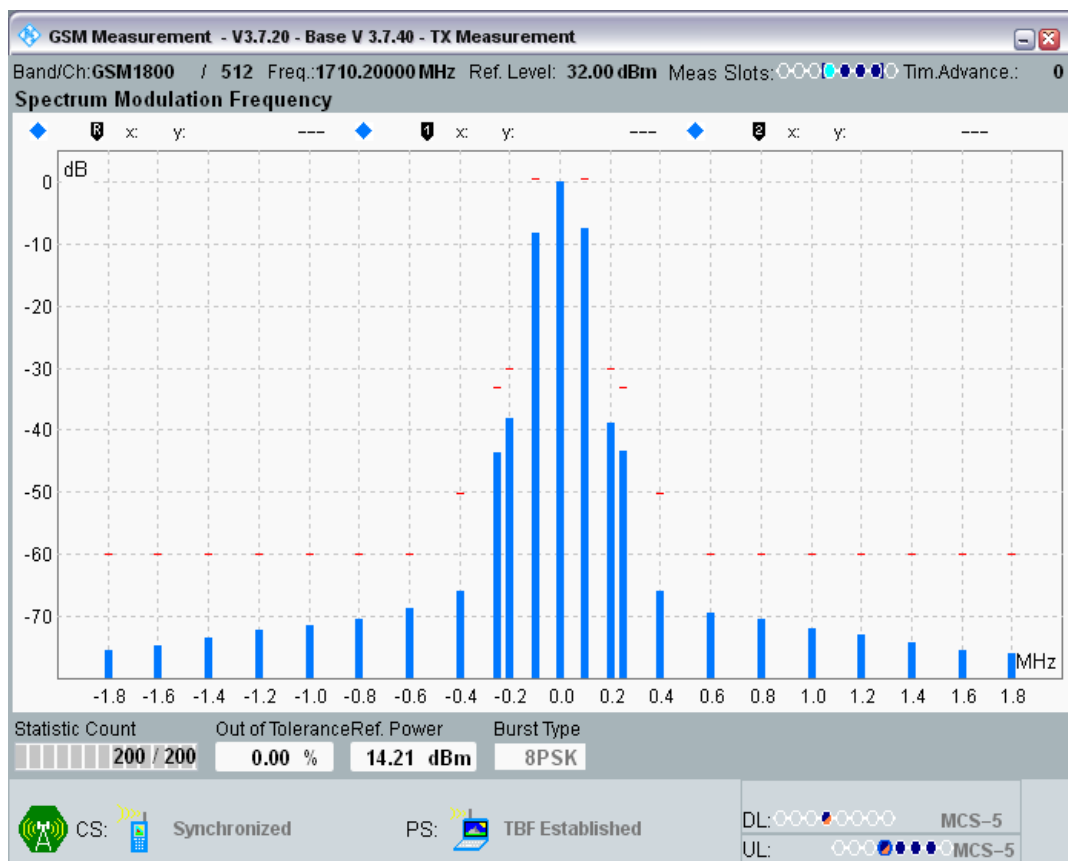 GSM Measurement - V3.7.20 - Base V 3.7.40 - TX Measurement
Band/Ch:GSM1800 / 512 Freq.:1710.20000 MHz Ref. Level: 32.00 dBm Meas Slots: Tim.Advance.: 0
Spectrum Modulation Frequency
R x: y: --- 1 x: y: --- 2 x: y: ---
dB
0
-10
-20
-30
-40
-50
-60
-70
MHz
-1.8 -1.6 -1.4 -1.2 -1.0 -0.8 -0.6 -0.4 -0.2 0.0 0.2 0.4 0.6 0.8 1.0 1.2 1.4 1.6 1.8
Statistic Count Out of Tolerance Ref. Power Burst Type
200 / 200 0.00 % 14.21 dBm 8PSK
CS: Synchronized PS: TBF Established
DL: MCS-5
UL: MCS-5